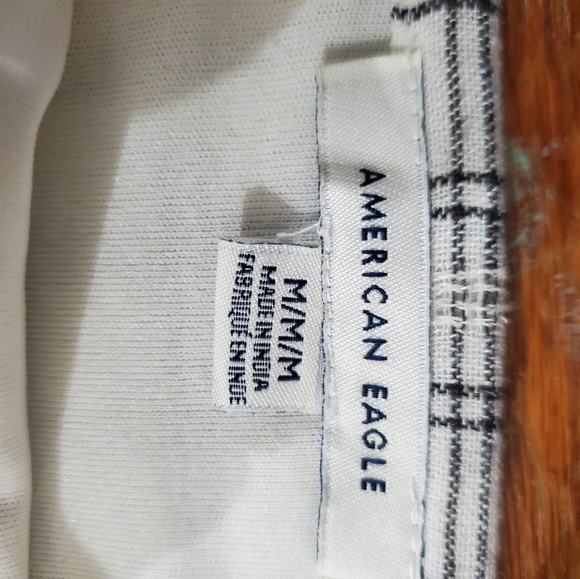 AMERICAN EAGLE
M/M/M
MADE IN INDIA
FABRIQUÉ EN INDE